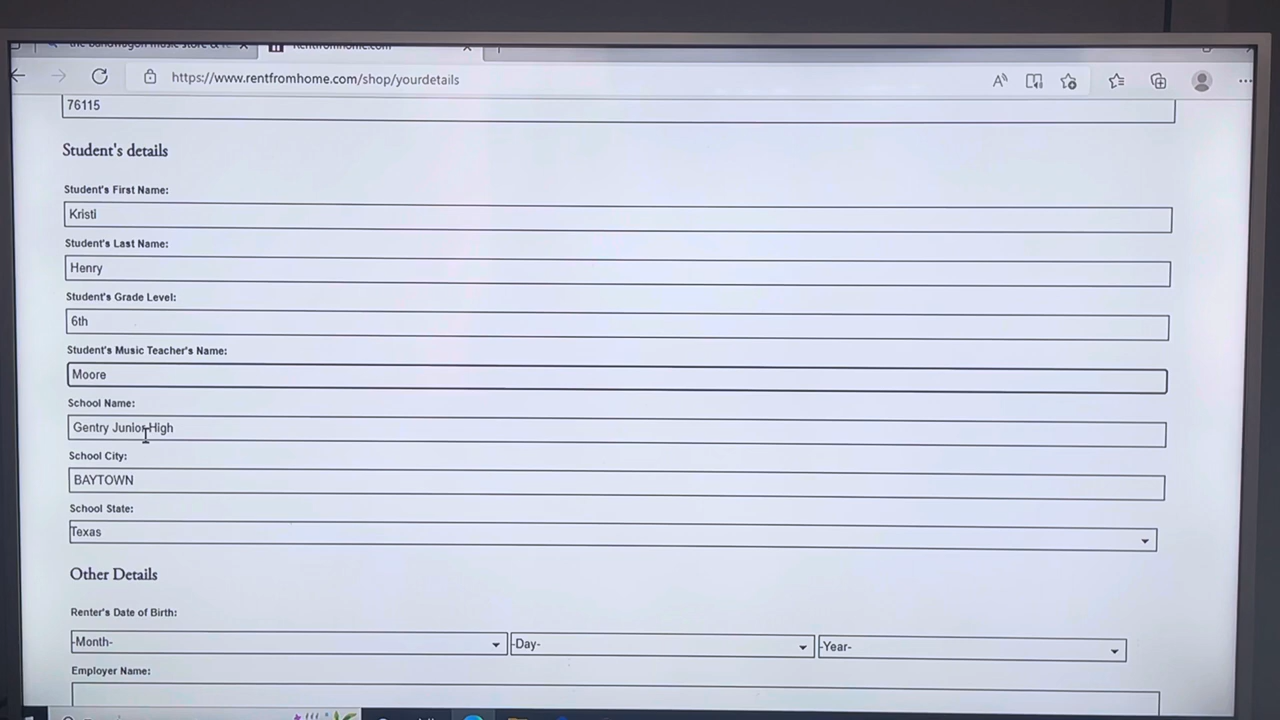 https://www.rentfromhome.com/shop/yourdetails
76115
Student's details
Student's First Name:
Kristi
Student's Last Name:
Henry
Student's Grade Level:
6th
Student's Music Teacher's Name:
Moore
School Name:
Gentry Junior High
School City:
BAYTOWN
School State:
Texas
Other Details
Renter's Date of Birth:
-Month- -Day- -Year-
Employer Name: